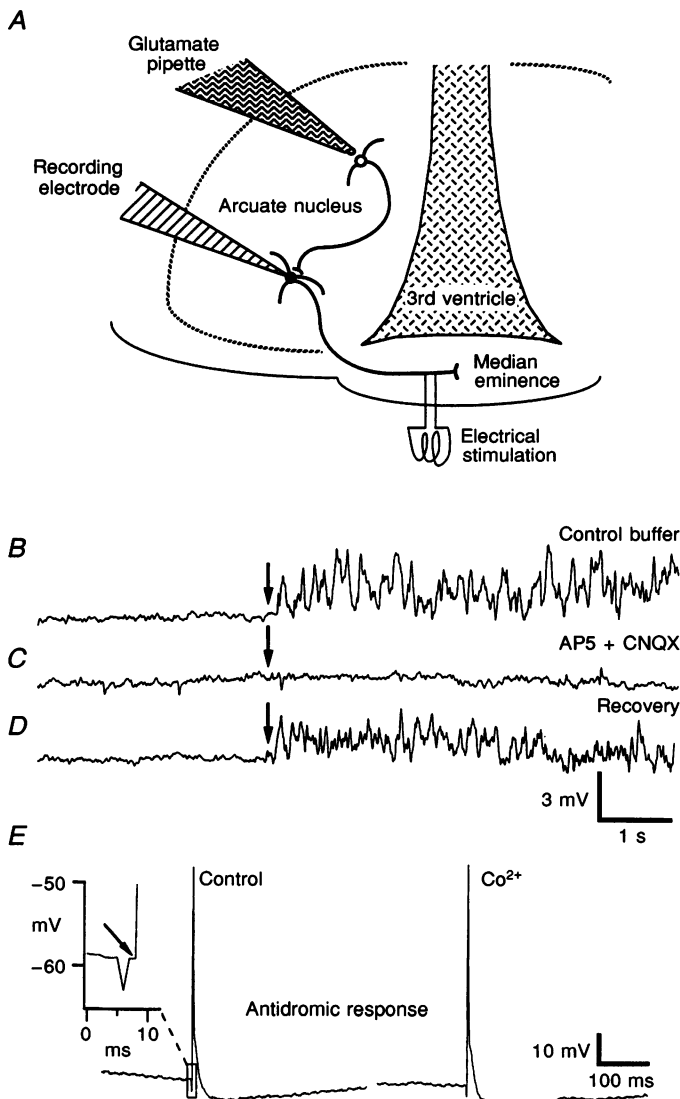 A
Glutamate
pipette
Recording
electrode
Arcuate nucleus
3rd ventricle
Median
eminence
Electrical
stimulation
B
Control buffer
C
AP5 + CNQX
D
Recovery
3 mV
1 s
E
−50
mV
−60
0 10
ms
Control
Co²⁺
Antidromic response
10 mV
100 ms